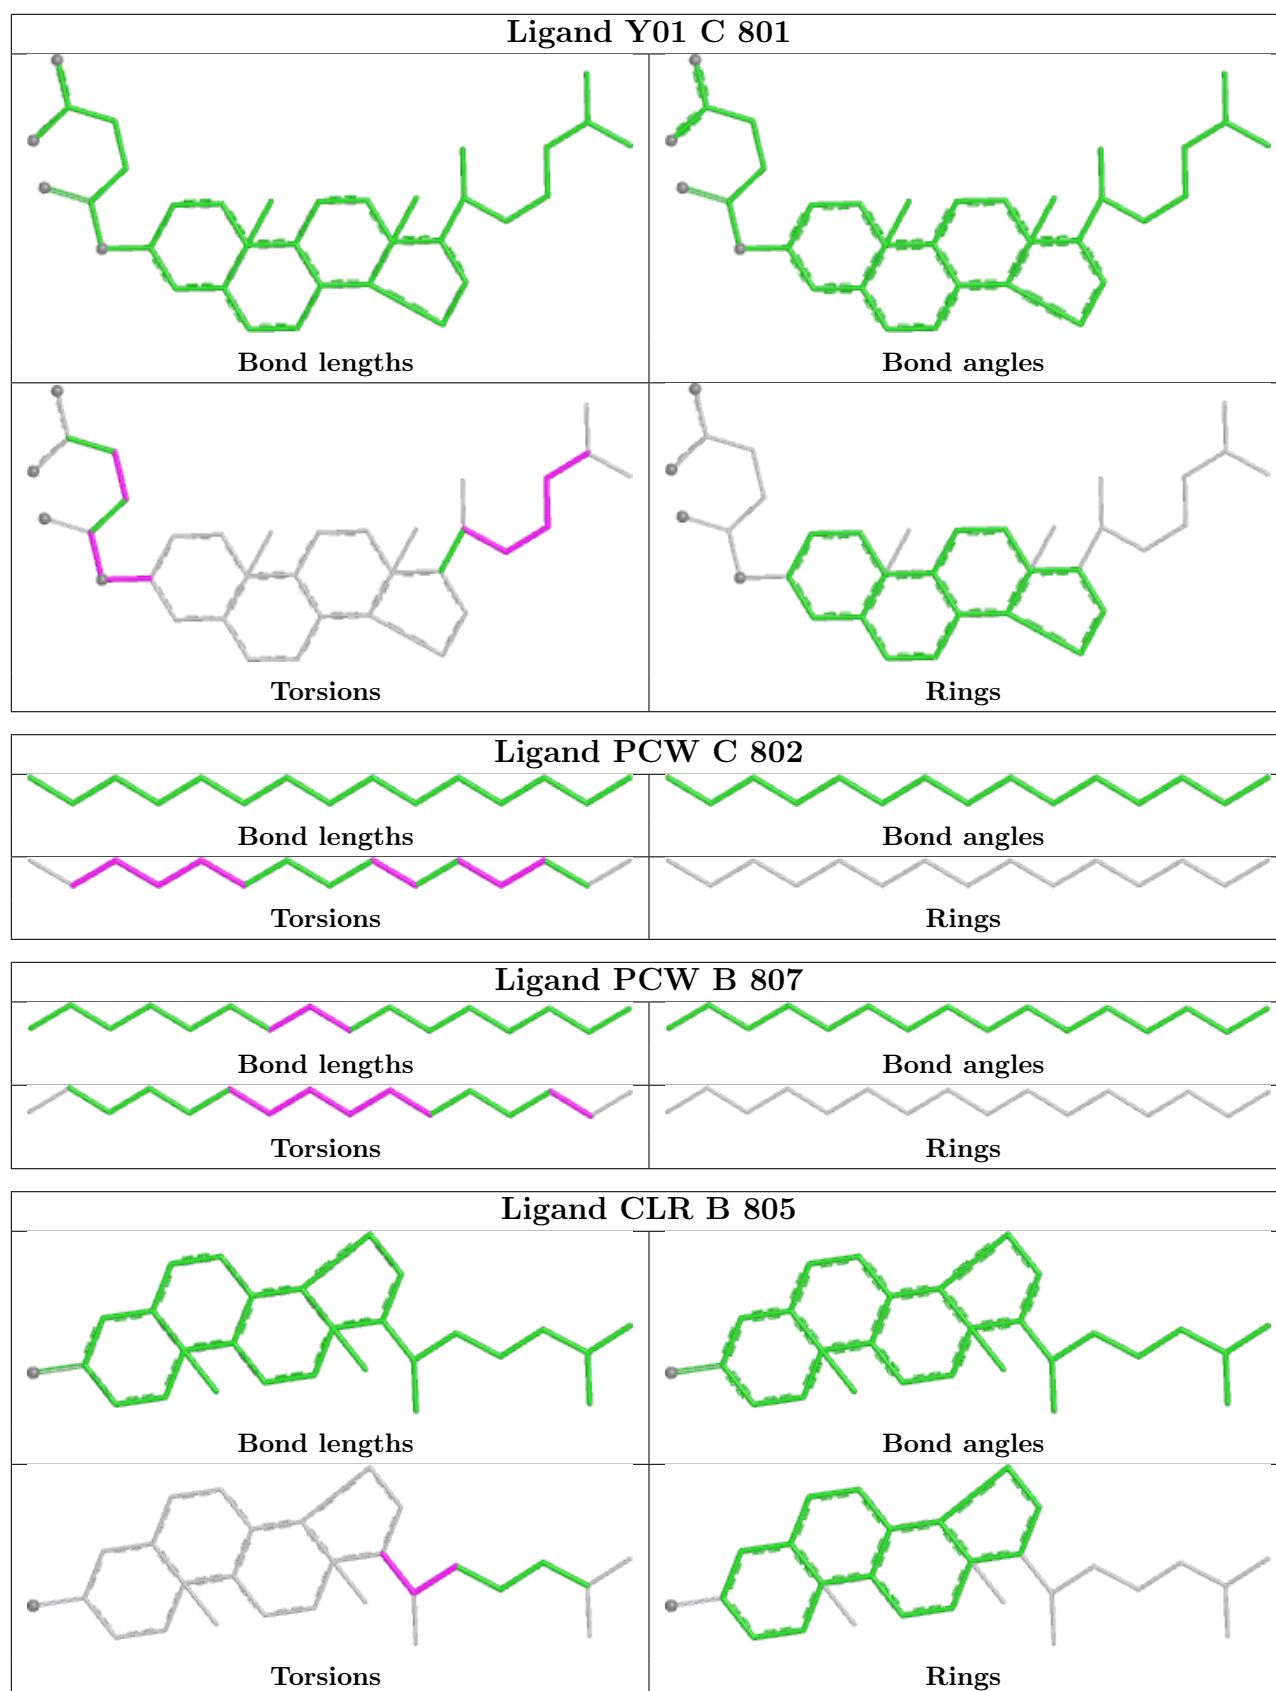 Ligand Y01 C 801
Bond lengths
Bond angles
Torsions
Rings
Ligand PCW C 802
Bond lengths
Bond angles
Torsions
Rings
Ligand PCW B 807
Bond lengths
Bond angles
Torsions
Rings
Ligand CLR B 805
Bond lengths
Bond angles
Torsions
Rings